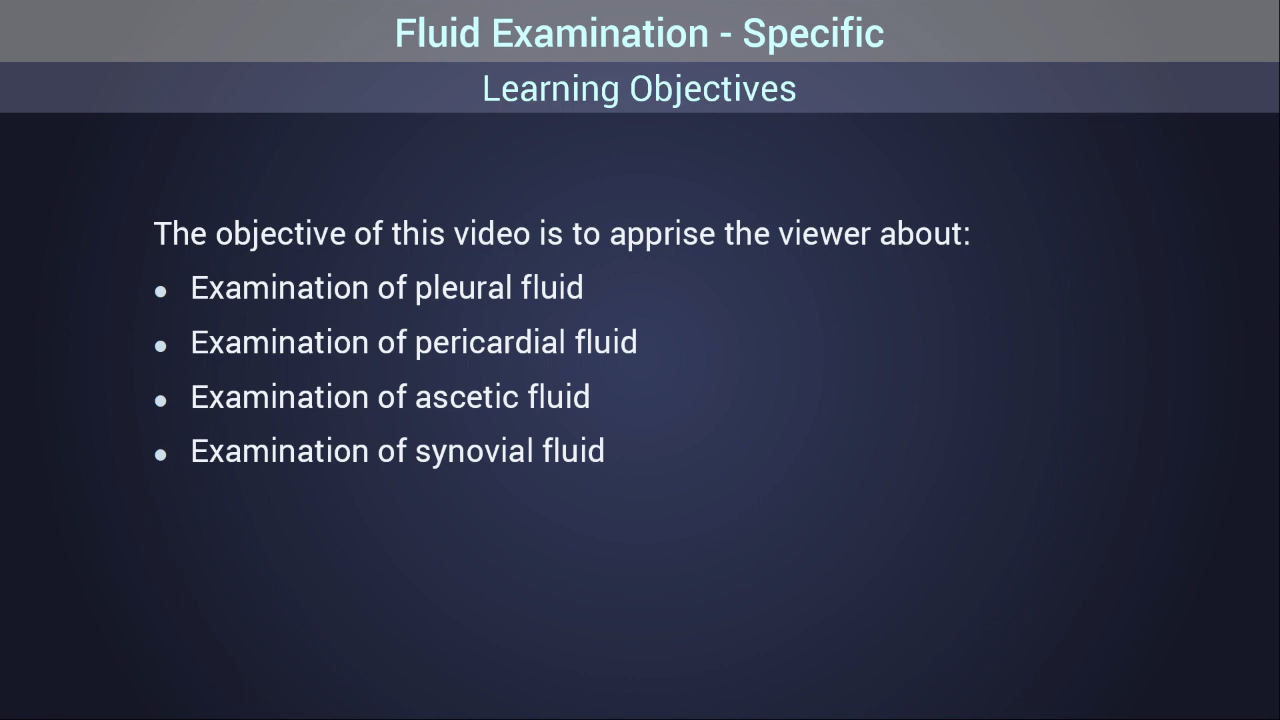 Fluid Examination - Specific
Learning Objectives
The objective of this video is to apprise the viewer about:
• Examination of pleural fluid
• Examination of pericardial fluid
• Examination of ascetic fluid
• Examination of synovial fluid